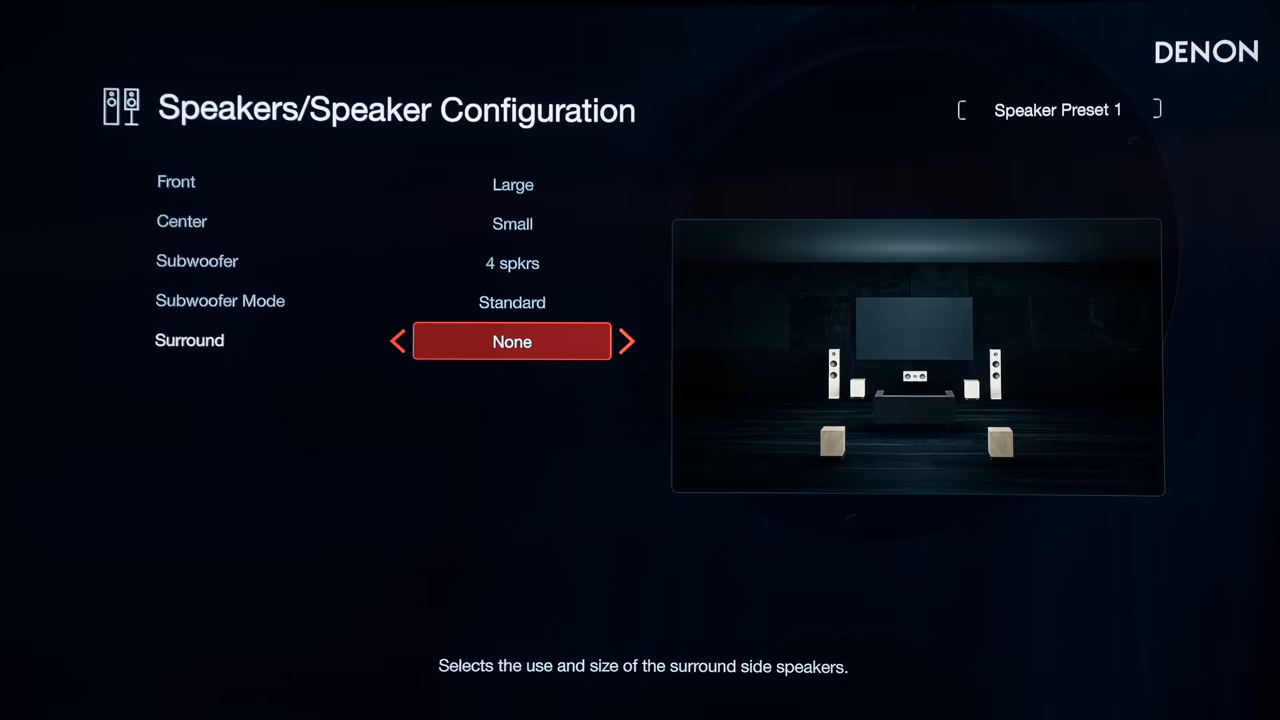 DENON
Speakers/Speaker Configuration
Speaker Preset 1
Front Large
Center Small
Subwoofer 4 spkrs
Subwoofer Mode Standard
Surround None
Selects the use and size of the surround side speakers.